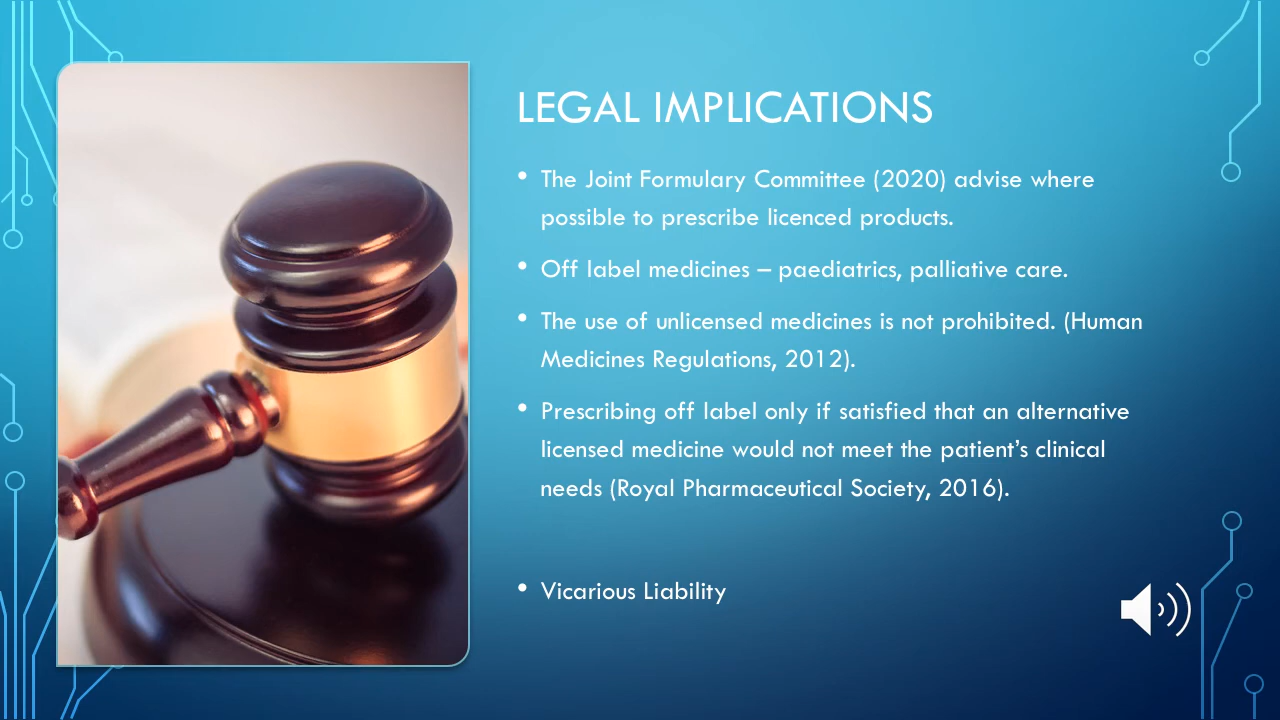 LEGAL IMPLICATIONS
• The Joint Formulary Committee (2020) advise where
possible to prescribe licenced products.
• Off label medicines – paediatrics, palliative care.
• The use of unlicensed medicines is not prohibited. (Human
Medicines Regulations, 2012).
• Prescribing off label only if satisfied that an alternative
licensed medicine would not meet the patient’s clinical
needs (Royal Pharmaceutical Society, 2016).
• Vicarious Liability